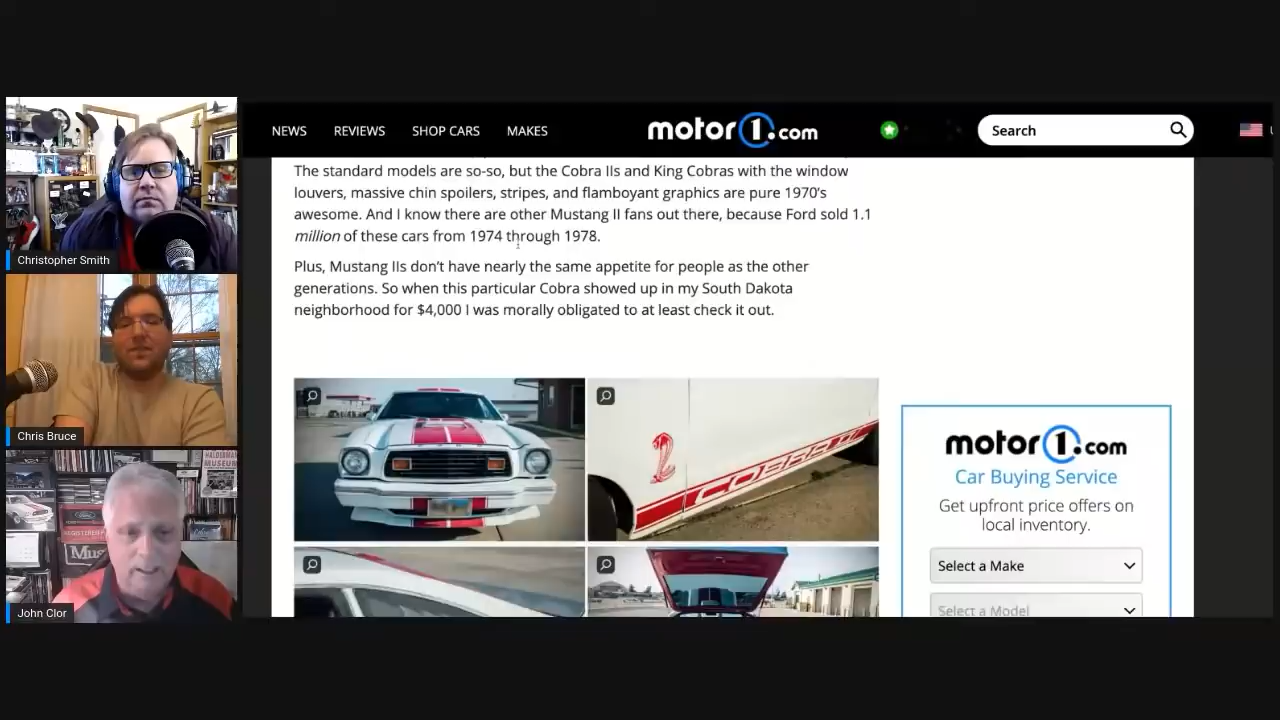 NEWS
REVIEWS
SHOP CARS
MAKES
motor1.com
Search
The standard models are so-so, but the Cobra IIs and King Cobras with the window
louvers, massive chin spoilers, stripes, and flamboyant graphics are pure 1970's
awesome. And I know there are other Mustang II fans out there, because Ford sold 1.1
million of these cars from 1974 through 1978.
Plus, Mustang IIs don't have nearly the same appetite for people as the other
generations. So when this particular Cobra showed up in my South Dakota
neighborhood for $4,000 I was morally obligated to at least check it out.
Christopher Smith
Chris Bruce
HALDERMAN
MUSEUM
Ford
Mus
John Clor
COBRA II
motor1.com
Car Buying Service
Get upfront price offers on
local inventory.
Select a Make
Select a Model